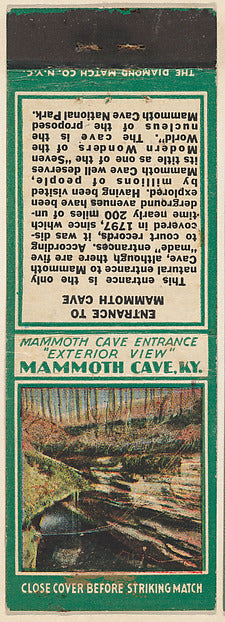 THE DIAMOND MATCH CO. N.Y.C.
ENTRANCE TO
MAMMOTH CAVE
This entrance is the only
natural entrance to Mammoth
Cave, although there are five
"made" entrances. According
to court records, it was dis-
covered in 1797, since which
time nearly 200 miles of un-
derground avenues have been
explored. Having been visited
by millions of people,
Mammoth Cave well deserves
its title as one of the "Seven
Modern Wonders of the
World." The cave is the
nucleus of the proposed
Mammoth Cave National Park.
MAMMOTH CAVE ENTRANCE
"EXTERIOR VIEW"
MAMMOTH CAVE, KY.
CLOSE COVER BEFORE STRIKING MATCH